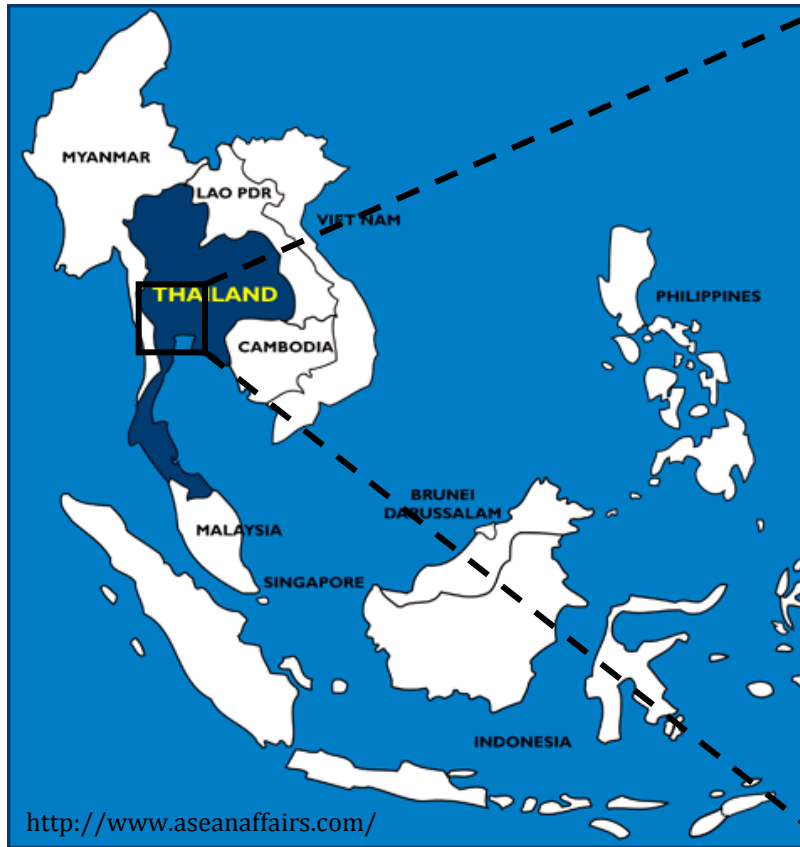 MYANMAR
LAO PDR
VIET NAM
THAILAND
PHILIPPINES
CAMBODIA
BRUNEI
DARUSSALAM
MALAYSIA
SINGAPORE
INDONESIA
http://www.aseanaffairs.com/